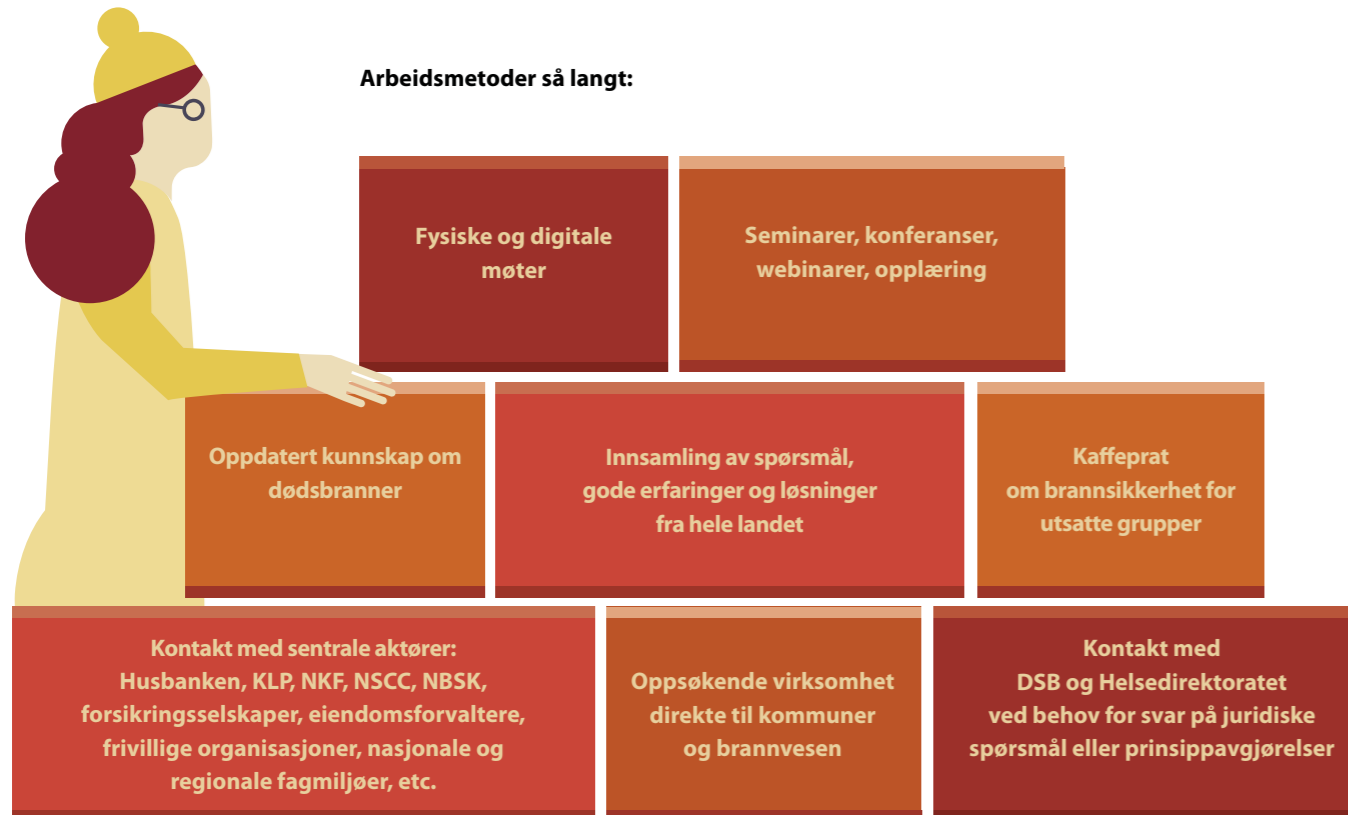 Arbeidsmetoder så langt:
Fysiske og digitale
møter
Seminarer, konferanser,
webinarer, opplæring
Oppdatert kunnskap om
dødsbranner
Innsamling av spørsmål,
gode erfaringer og løsninger
fra hele landet
Kaffeprat
om brannsikkerhet for
utsatte grupper
Kontakt med sentrale aktører:
Husbanken, KLP, NKF, NSCC, NBSK,
forsikringsselskaper, eiendomsforvaltere,
frivillige organisasjoner, nasjonale og
regionale fagmiljøer, etc.
Oppsøkende virksomhet
direkte til kommuner
og brannvesen
Kontakt med
DSB og Helsedirektoratet
ved behov for svar på juridiske
spørsmål eller prinsippavgjørelser